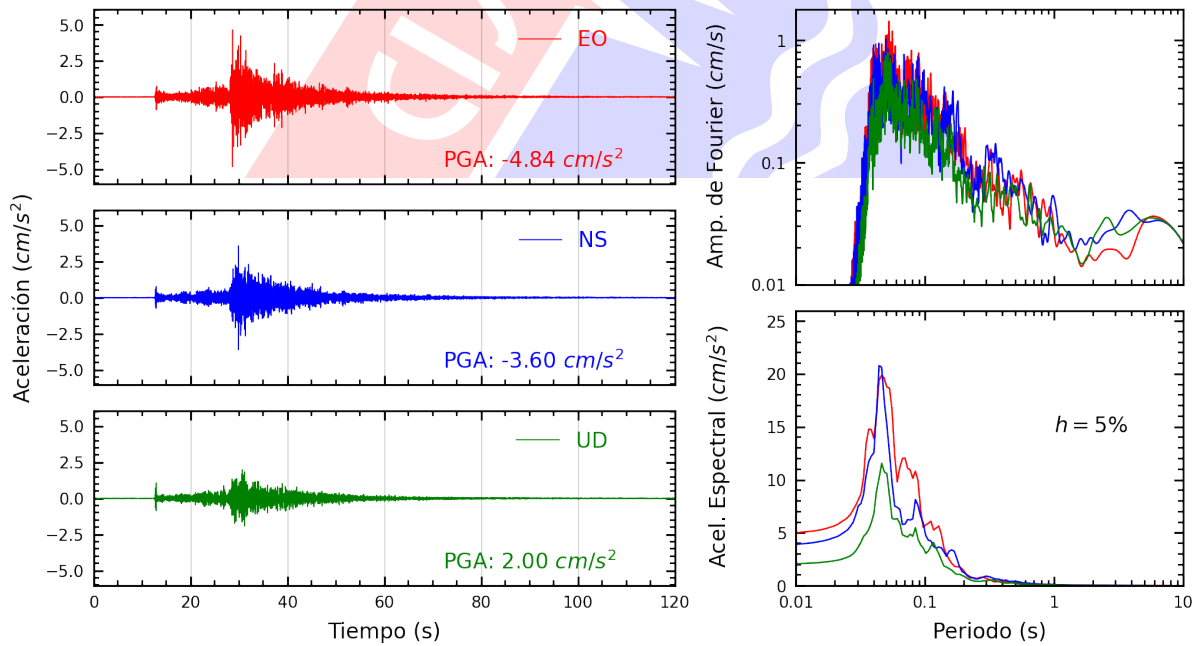 Aceleración (cm/s²)
5.0
2.5
0.0
−2.5
−5.0
EO
PGA: -4.84 cm/s²
5.0
2.5
0.0
−2.5
−5.0
NS
PGA: -3.60 cm/s²
5.0
2.5
0.0
−2.5
−5.0
UD
PGA: 2.00 cm/s²
0 20 40 60 80 100 120
Tiempo (s)
Amp. de Fourier (cm/s)
1
0.1
0.01
Acel. Espectral (cm/s²)
25
20
15
10
5
0
h = 5%
0.01 0.1 1 10
Periodo (s)